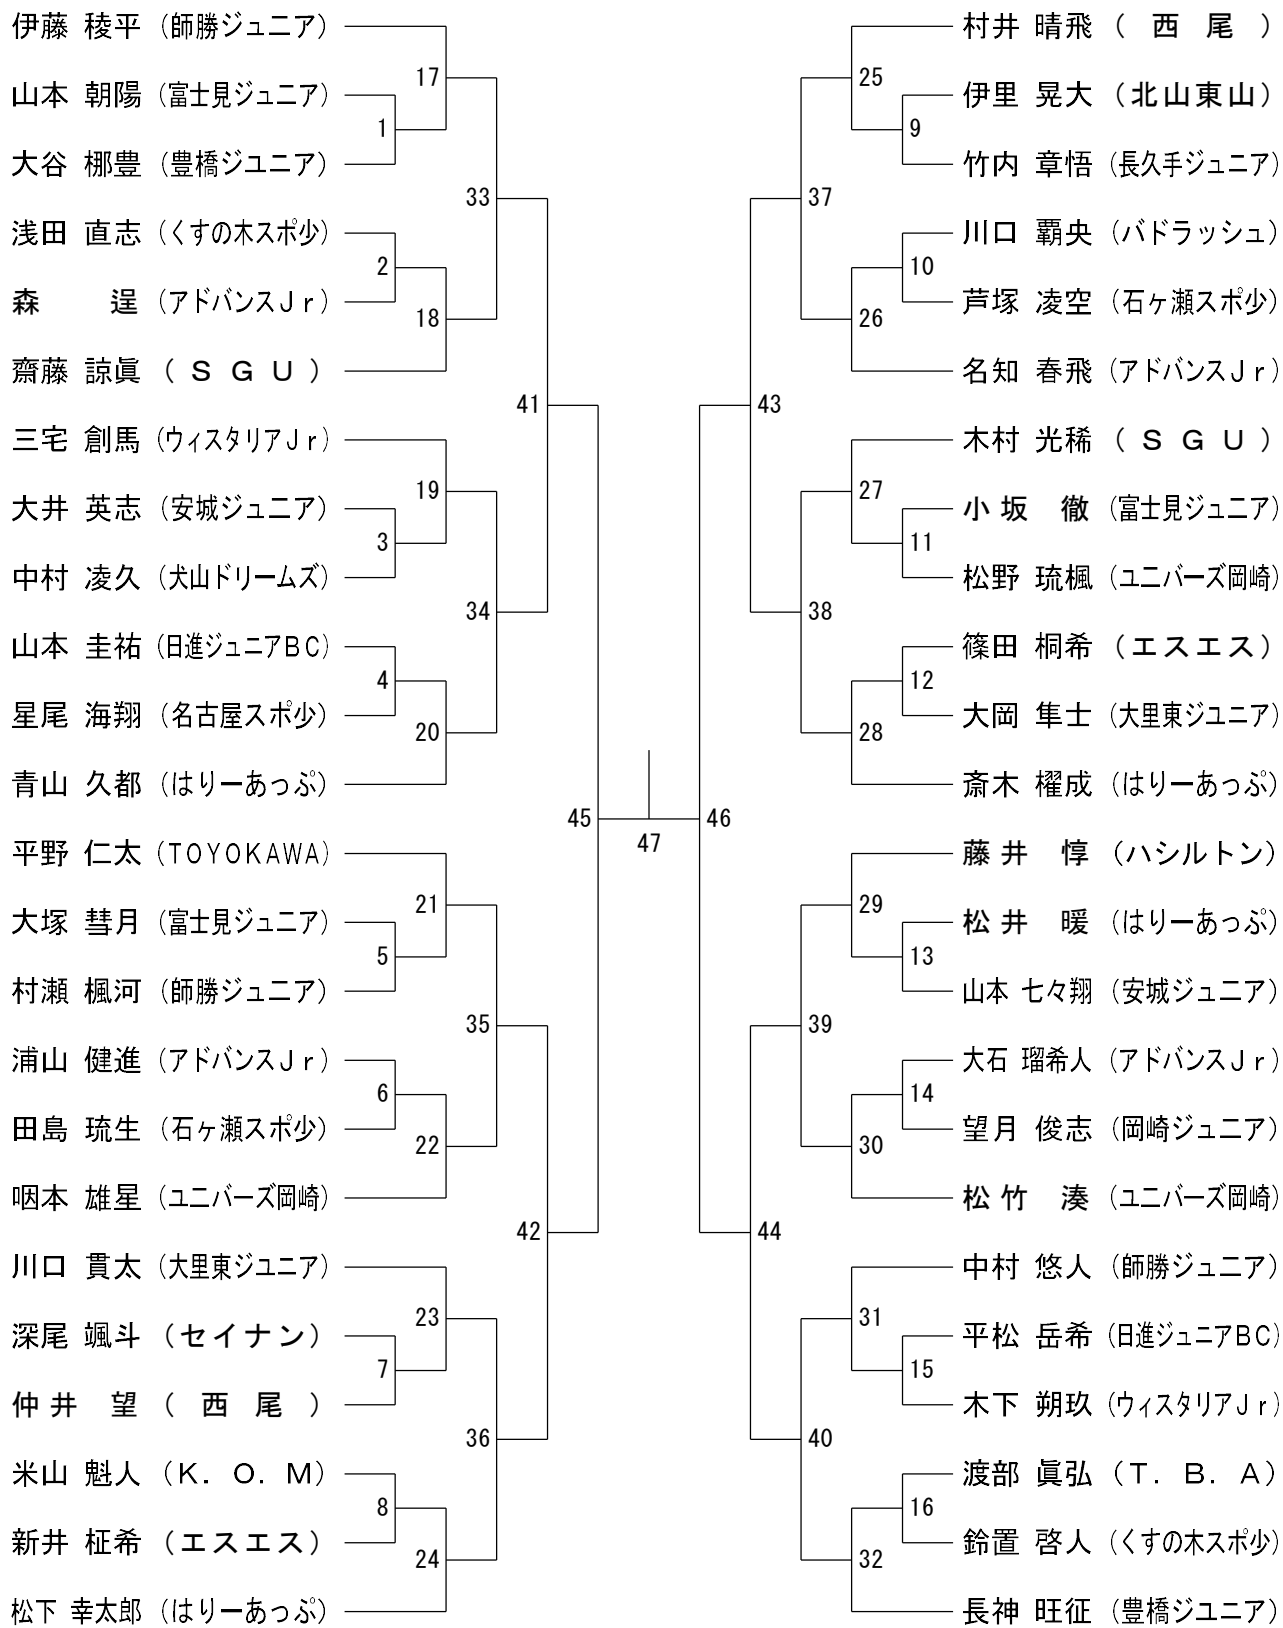 伊藤 稜平 (師勝ジュニア)
山本 朝陽 (富士見ジュニア)
大谷 梛豊 (豊橋ジユニア)
浅田 直志 (くすの木スポ少)
森 逞 (アドバンスJr)
齋藤 諒眞 (SGU)
三宅 創馬 (ウィスタリアJr)
大井 英志 (安城ジュニア)
中村 凌久 (犬山ドリームズ)
山本 圭祐 (日進ジュニアBC)
星尾 海翔 (名古屋スポ少)
青山 久都 (はりーあっぷ)
平野 仁太 (TOYOKAWA)
大塚 彗月 (富士見ジュニア)
村瀬 楓河 (師勝ジュニア)
浦山 健進 (アドバンスJr)
田島 琉生 (石ヶ瀬スポ少)
咽本 雄星 (ユニバーズ岡崎)
川口 貫太 (大里東ジユニア)
深尾 颯斗 (セイナン)
仲井 望 (西尾)
米山 魁人 (K.O.M)
新井 柾希 (エスエス)
松下 幸太郎 (はりーあっぷ)
1
2
3
4
5
6
7
8
17
18
19
20
21
22
23
24
33
34
35
36
41
42
45
47
46
43
44
37
38
39
40
25
26
27
28
29
30
31
32
9
10
11
12
13
14
15
16
村井 晴飛 (西尾)
伊里 晃大 (北山東山)
竹内 章悟 (長久手ジュニア)
川口 覇央 (バドラッシュ)
芦塚 凌空 (石ヶ瀬スポ少)
名知 春飛 (アドバンスJr)
木村 光稀 (SGU)
小坂 徹 (富士見ジュニア)
松野 琉楓 (ユニバーズ岡崎)
篠田 桐希 (エスエス)
大岡 隼士 (大里東ジユニア)
斎木 櫂成 (はりーあっぷ)
藤井 惇 (ハシルトン)
松井 暖 (はりーあっぷ)
山本 七々翔 (安城ジュニア)
大石 瑠希人 (アドバンスJr)
望月 俊志 (岡崎ジュニア)
松竹 湊 (ユニバーズ岡崎)
中村 悠人 (師勝ジュニア)
平松 岳希 (日進ジュニアBC)
木下 朔玖 (ウィスタリアJr)
渡部 眞弘 (T.B.A)
鈴置 啓人 (くすの木スポ少)
長神 旺征 (豊橋ジユニア)